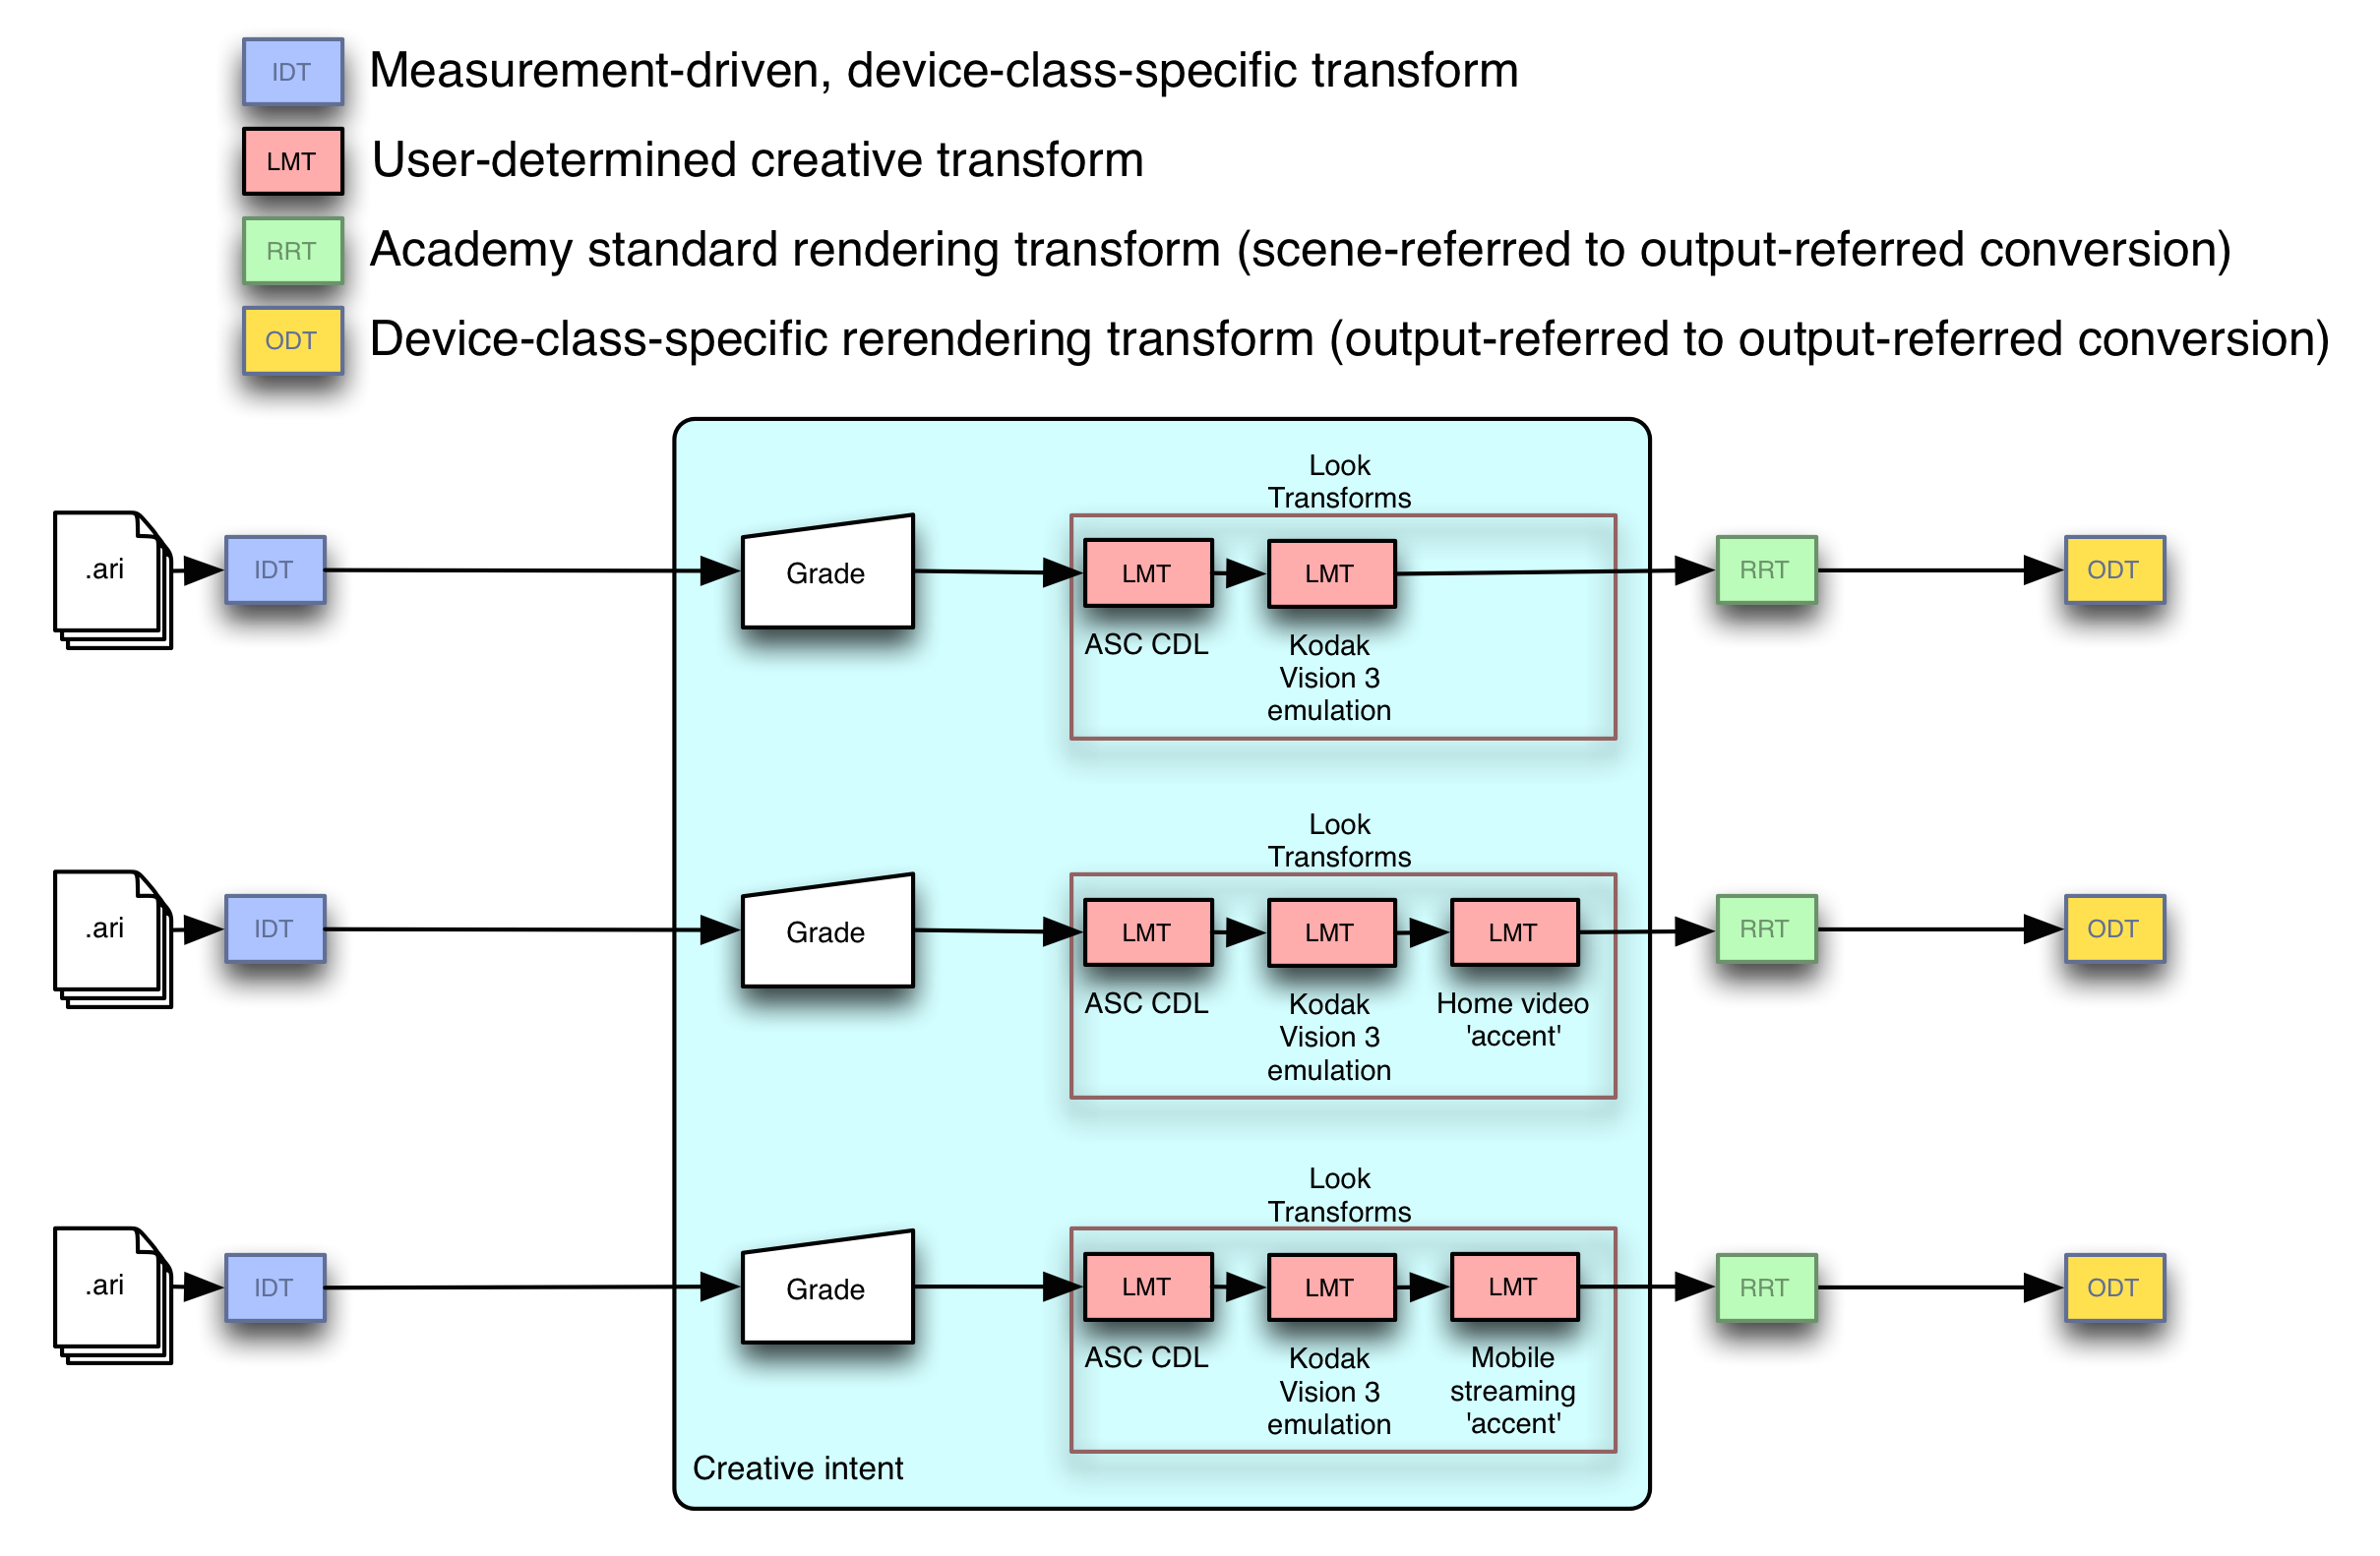 IDT Measurement-driven, device-class-specific transform
LMT User-determined creative transform
RRT Academy standard rendering transform (scene-referred to output-referred conversion)
ODT Device-class-specific rerendering transform (output-referred to output-referred conversion)
Look
Transforms
.ari IDT Grade LMT LMT RRT ODT
ASC CDL
Kodak
Vision 3
emulation
Look
Transforms
.ari IDT Grade LMT LMT LMT RRT ODT
ASC CDL
Kodak
Vision 3
emulation
Home video
'accent'
Look
Transforms
.ari IDT Grade LMT LMT LMT RRT ODT
ASC CDL
Kodak
Vision 3
emulation
Mobile
streaming
'accent'
Creative intent